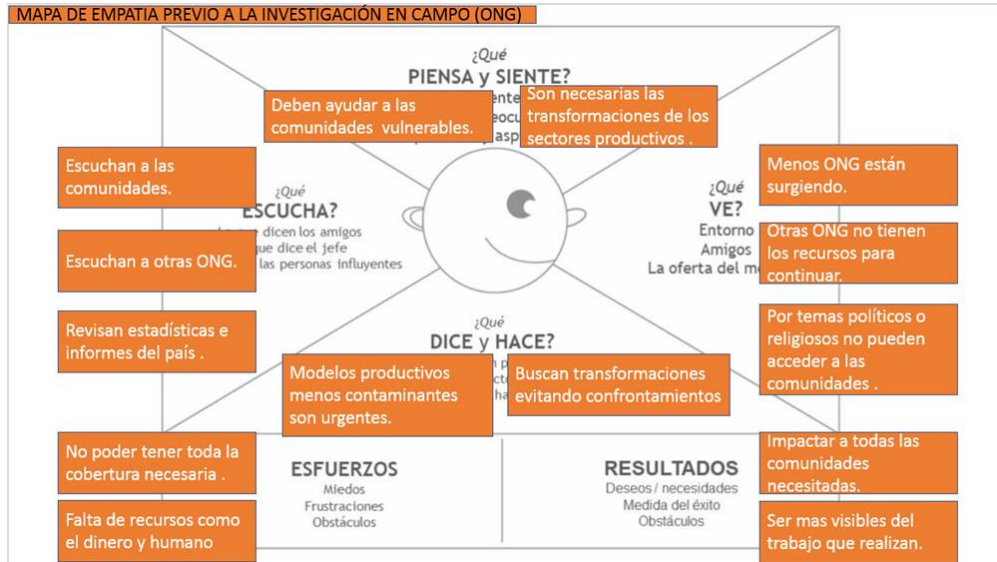 MAPA DE EMPATIA PREVIO A LA INVESTIGACIÓN EN CAMPO (ONG)
¿Qué
PIENSA y SIENTE?
Deben ayudar a las
comunidades vulnerables.
Son necesarias las
transformaciones de los
sectores productivos .
Escuchan a las
comunidades.
Escuchan a otras ONG.
Revisan estadísticas e
informes del país .
¿Qué
ESCUCHA?
dicen los amigos
que dice el jefe
las personas influyentes
¿Qué
VE?
Entorno
Amigos
La oferta del
Menos ONG están
surgiendo.
Otras ONG no tienen
los recursos para
continuar.
Por temas políticos o
religiosos no pueden
acceder a las
comunidades .
¿Qué
DICE y HACE?
Modelos productivos
menos contaminantes
son urgentes.
Buscan transformaciones
evitando confrontamientos
No poder tener toda la
cobertura necesaria .
Falta de recursos como
el dinero y humano
ESFUERZOS
Miedos
Frustraciones
Obstáculos
RESULTADOS
Deseos / necesidades
Medida del éxito
Obstáculos
Impactar a todas las
comunidades
necesitadas.
Ser mas visibles del
trabajo que realizan.